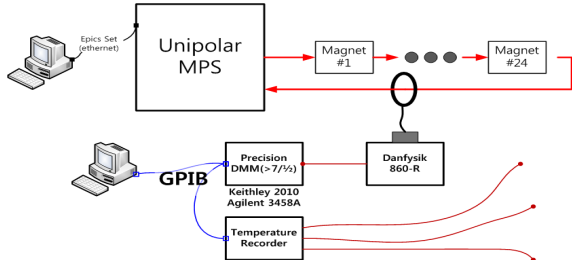 Epics Set
(ethernet)
Unipolar
MPS
Magnet
#1
Magnet
#24
GPIB
Precision
DMM(>7/½)
Keithley 2010
Agilent 3458A
Danfysik
860-R
Temperature
Recorder